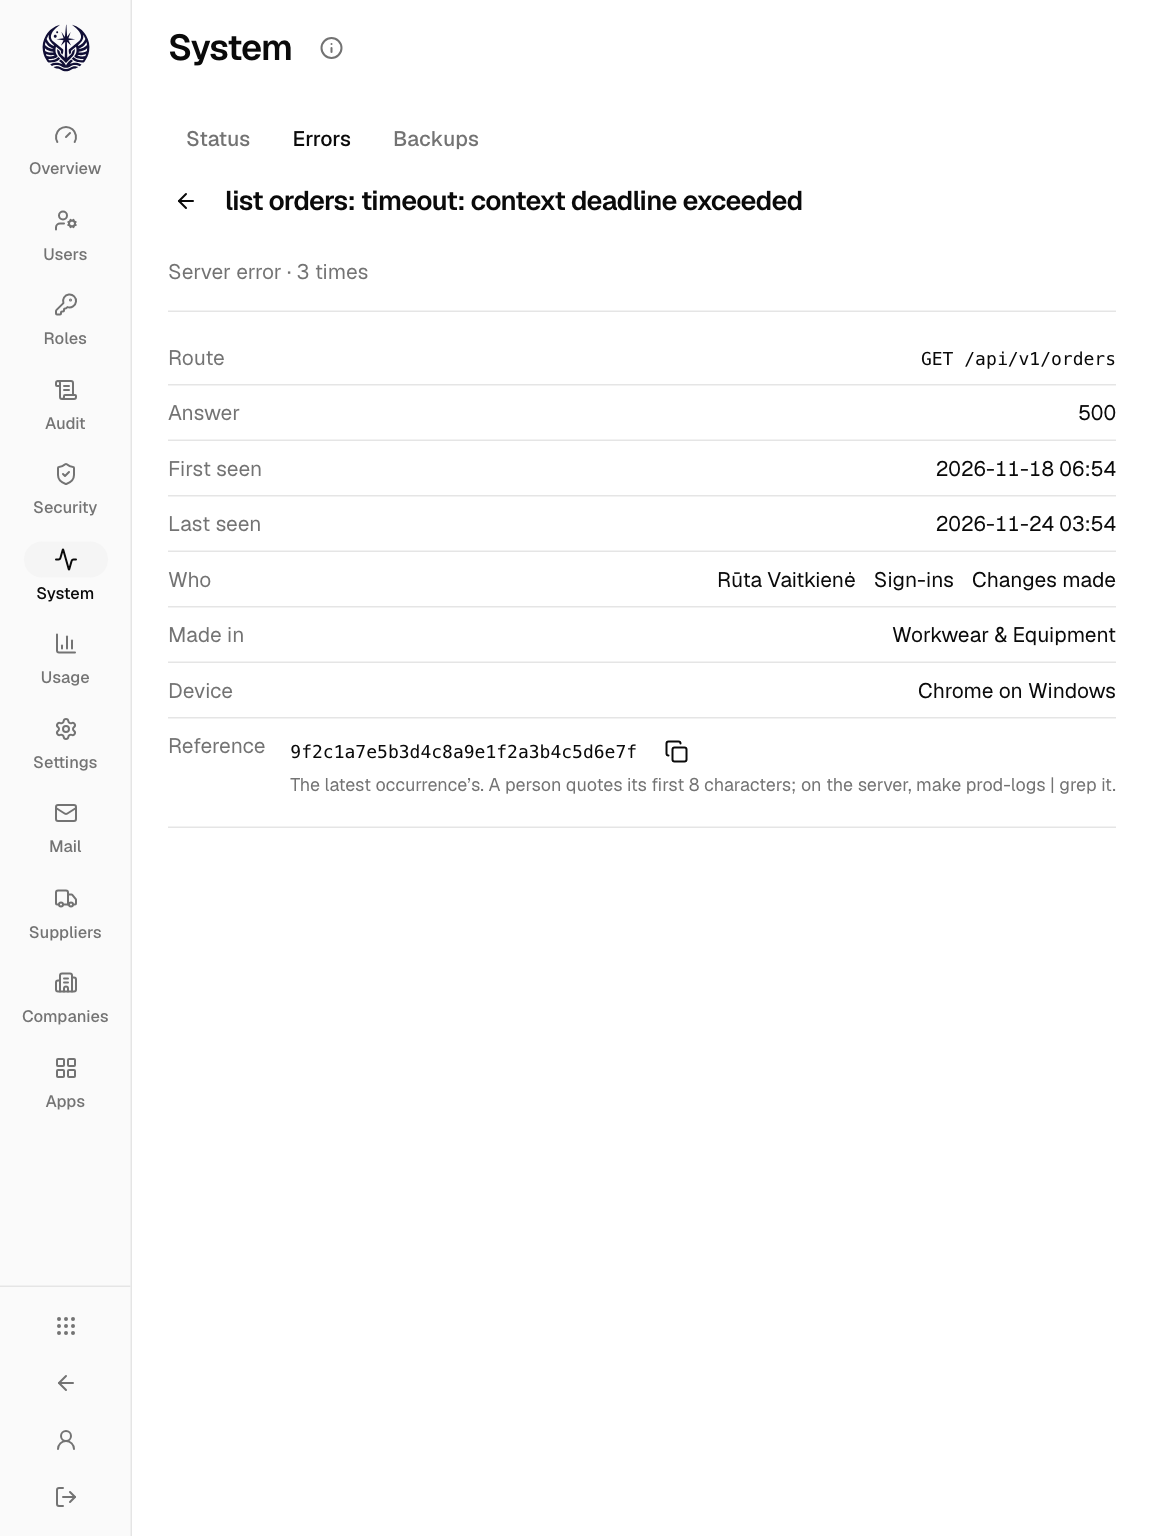 System
Status Errors Backups
list orders: timeout: context deadline exceeded
Server error · 3 times
Route GET /api/v1/orders
Answer 500
First seen 2026-11-18 06:54
Last seen 2026-11-24 03:54
Who Rūta Vaitkienė Sign-ins Changes made
Made in Workwear & Equipment
Device Chrome on Windows
Reference 9f2c1a7e5b3d4c8a9e1f2a3b4c5d6e7f
The latest occurrence’s. A person quotes its first 8 characters; on the server, make prod-logs | grep it.
Overview
Users
Roles
Audit
Security
System
Usage
Settings
Mail
Suppliers
Companies
Apps